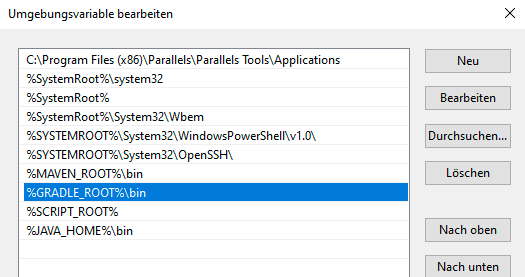 Umgebungsvariable bearbeiten
C:\Program Files (x86)\Parallels\Parallels Tools\Applications
%SystemRoot%\system32
%SystemRoot%
%SystemRoot%\System32\Wbem
%SYSTEMROOT%\System32\WindowsPowerShell\v1.0\
%SYSTEMROOT%\System32\OpenSSH\
%MAVEN_ROOT%\bin
%GRADLE_ROOT%\bin
%SCRIPT_ROOT%
%JAVA_HOME%\bin
Neu
Bearbeiten
Durchsuchen...
Löschen
Nach oben
Nach unten